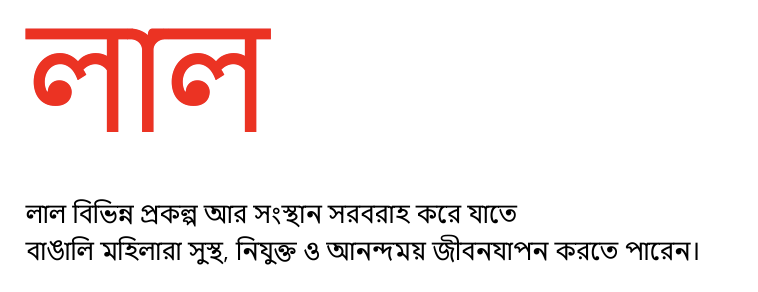 লাল
লাল বিভিন্ন প্রকল্প আর সংস্থান সরবরাহ করে যাতে
বাঙালি মহিলারা সুস্থ, নিযুক্ত ও আনন্দময় জীবনযাপন করতে পারেন।